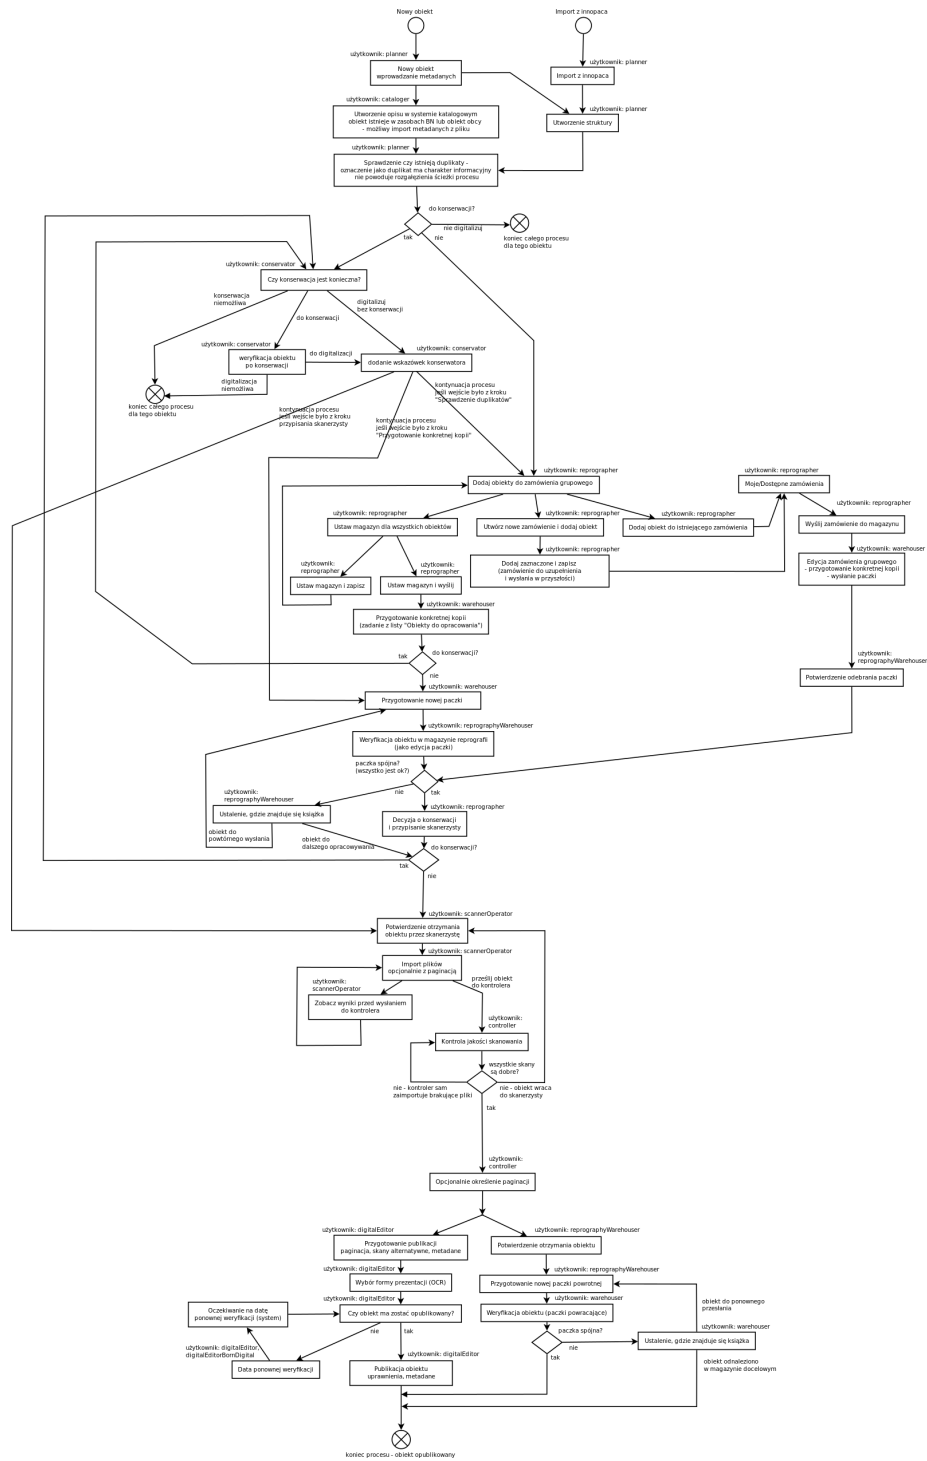 Nowy obiekt
Import z innopaca
użytkownik: planner
użytkownik: planner
Nowy obiekt
wprowadzanie metadanych
Import z innopaca
użytkownik: cataloger
użytkownik: planner
Utworzenie opisu w systemie katalogowym
obiekt istnieje w zasobach BN lub obiekt obcy
- możliwy import metadanych z pliku
Utworzenie struktury
użytkownik: planner
Sprawdzenie czy istnieją duplikaty -
oznaczenie jako duplikat ma charakter informacyjny
nie powoduje rozgałęzienia ścieżki procesu
do konserwacji?
nie digitalizuj
tak
nie
koniec całego procesu
dla tego obiektu
użytkownik: conservator
Czy konserwacja jest konieczna?
konserwacja
niemożliwa
digitalizuj
bez konserwacji
do konserwacji
użytkownik: conservator
użytkownik: conservator
weryfikacja obiektu
po konserwacji
do digitalizacji
dodanie wskazówek konserwatora
digitalizacja
niemożliwa
koniec całego procesu
dla tego obiektu
kontynuacja procesu
jeśli wejście było z kroku
"Sprawdzenie duplikatów"
kontynuacja procesu
jeśli wejście było z kroku
przypisania skanerzysty
kontynuacja procesu
jeśli wejście było z kroku
"Przygotowanie konkretnej kopii"
użytkownik: reprographer
użytkownik: reprographer
Dodaj obiekty do zamówienia grupowego
Moje/Dostępne zamówienia
użytkownik: reprographer
użytkownik: reprographer
użytkownik: reprographer
użytkownik: reprographer
Ustaw magazyn dla wszystkich obiektów
Utwórz nowe zamówienie i dodaj obiekt
Dodaj obiekt do istniejącego zamówienia
Wyślij zamówienie do magazynu
użytkownik: reprographer
użytkownik: warehouser
użytkownik:
reprographer
użytkownik:
reprographer
Dodaj zaznaczone i zapisz
(zamówienie do uzupełnienia
i wysłania w przyszłości)
Edycja zamówienia grupowego
- przygotowanie konkretnej kopii
- wysłanie paczki
Ustaw magazyn i zapisz
Ustaw magazyn i wyślij
użytkownik: warehouser
Przygotowanie konkretnej kopii
(zadanie z listy "Obiekty do opracowania")
do konserwacji?
tak
nie
użytkownik:
reprographyWarehouser
Potwierdzenie odebrania paczki
użytkownik: warehouser
Przygotowanie nowej paczki
użytkownik: reprographyWarehouser
Weryfikacja obiektu w magazynie reprografii
(jako edycja paczki)
paczka spójna?
(wszystko jest ok?)
nie
tak
użytkownik:
reprographyWarehouser
użytkownik: reprographer
Ustalenie, gdzie znajduje się książka
Decyzja o konserwacji
i przypisanie skanerzysty
obiekt do
powtórnego wysłania
obiekt do
dalszego opracowywania
do konserwacji?
tak
nie
użytkownik: scannerOperator
Potwierdzenie otrzymania
obiektu przez skanerzystę
użytkownik: scannerOperator
Import plików
opcjonalnie z paginacją
użytkownik:
scannerOperator
prześlij obiekt
do kontrolera
Zobacz wyniki przed wysłaniem
do kontrolera
użytkownik:
controller
Kontrola jakości skanowania
wszystkie skany
są dobre?
nie - kontroler sam
zaimportuje brakujące pliki
nie - obiekt wraca
do skanerzysty
tak
użytkownik:
controller
Opcjonalnie określenie paginacji
użytkownik: digitalEditor
użytkownik: reprographyWarehouser
Przygotowanie publikacji
paginacja, skany alternatywne, metadane
Potwierdzenie otrzymania obiektu
użytkownik: digitalEditor
użytkownik: reprographyWarehouser
Wybór formy prezentacji (OCR)
Przygotowanie nowej paczki powrotnej
użytkownik: digitalEditor
użytkownik: warehouser
obiekt do ponownego
przesłania
Oczekiwanie na datę
ponownej weryfikacji (system)
Czy obiekt ma zostać opublikowany?
Weryfikacja obiektu (paczki powracające)
użytkownik: warehouser
nie
tak
paczka spójna?
nie
tak
Ustalenie, gdzie znajduje się książka
użytkownik: digitalEditor,
digitalEditorBornDigital
użytkownik: digitalEditor
obiekt odnaleziono
w magazynie docelowym
Data ponownej weryfikacji
Publikacja obiektu
uprawnienia, metadane
koniec procesu - obiekt opublikowany